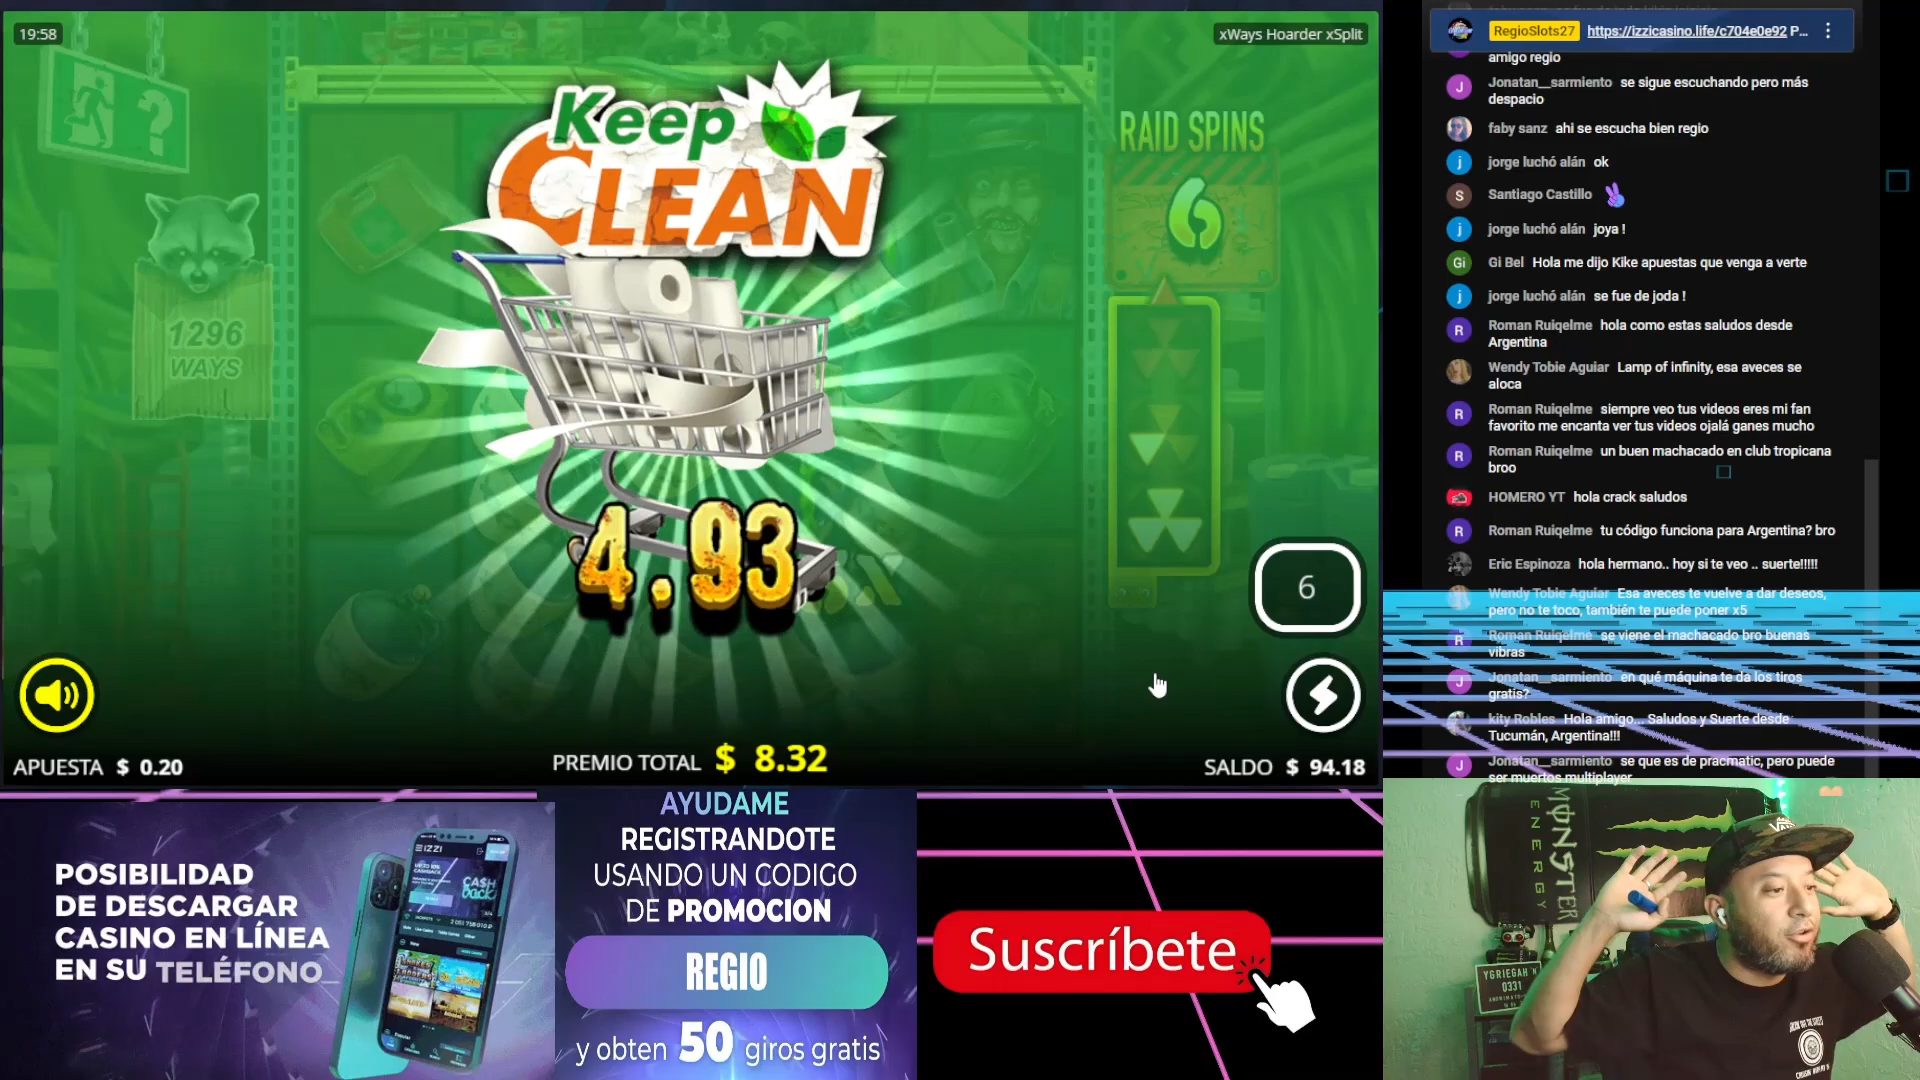 19:58
xWays Hoarder xSplit
Keep
CLEAN
RAID SPINS
6
1296
WAYS
4.93
6
APUESTA $ 0.20
PREMIO TOTAL $ 8.32
SALDO $ 94.18
RegioSlots27 https://izzicasino.life/c704e0e92 P...
amigo regio
Jonatan__sarmiento se sigue escuchando pero más
despacio
faby sanz ahi se escucha bien regio
jorge luchó alán ok
Santiago Castillo
jorge luchó alán joya !
Gi Bel Hola me dijo Kike apuestas que venga a verte
jorge luchó alán se fue de joda !
Roman Ruiqelme hola como estas saludos desde
Argentina
Wendy Tobie Aguiar Lamp of infinity, esa aveces se
aloca
Roman Ruiqelme siempre veo tus videos eres mi fan
favorito me encanta ver tus videos ojalá ganes mucho
Roman Ruiqelme un buen machacado en club tropicana
broo
HOMERO YT hola crack saludos
Roman Ruiqelme tu código funciona para Argentina? bro
Eric Espinoza hola hermano.. hoy si te veo .. suerte!!!!!
Wendy Tobie Aguiar Esa aveces te vuelve a dar deseos,
pero no te toco, también te puede poner x5
Roman Ruiqelme se viene el machacado bro buenas
vibras
Jonatan__sarmiento en qué máquina te da los tiros
gratis?
kity Robles Hola amigo... Saludos y Suerte desde
Tucumán, Argentina!!!
Jonatan__sarmiento se que es de pracmatic, pero puede
ser muertos multiplayer
POSIBILIDAD
DE DESCARGAR
CASINO EN LÍNEA
EN SU TELÉFONO
IZZI
CASH
back
AYUDAME
REGISTRANDOTE
USANDO UN CODIGO
DE PROMOCION
REGIO
y obten 50 giros gratis
Suscríbete
MONSTER
ENERGY
VANS
YGRIEGAH
0331